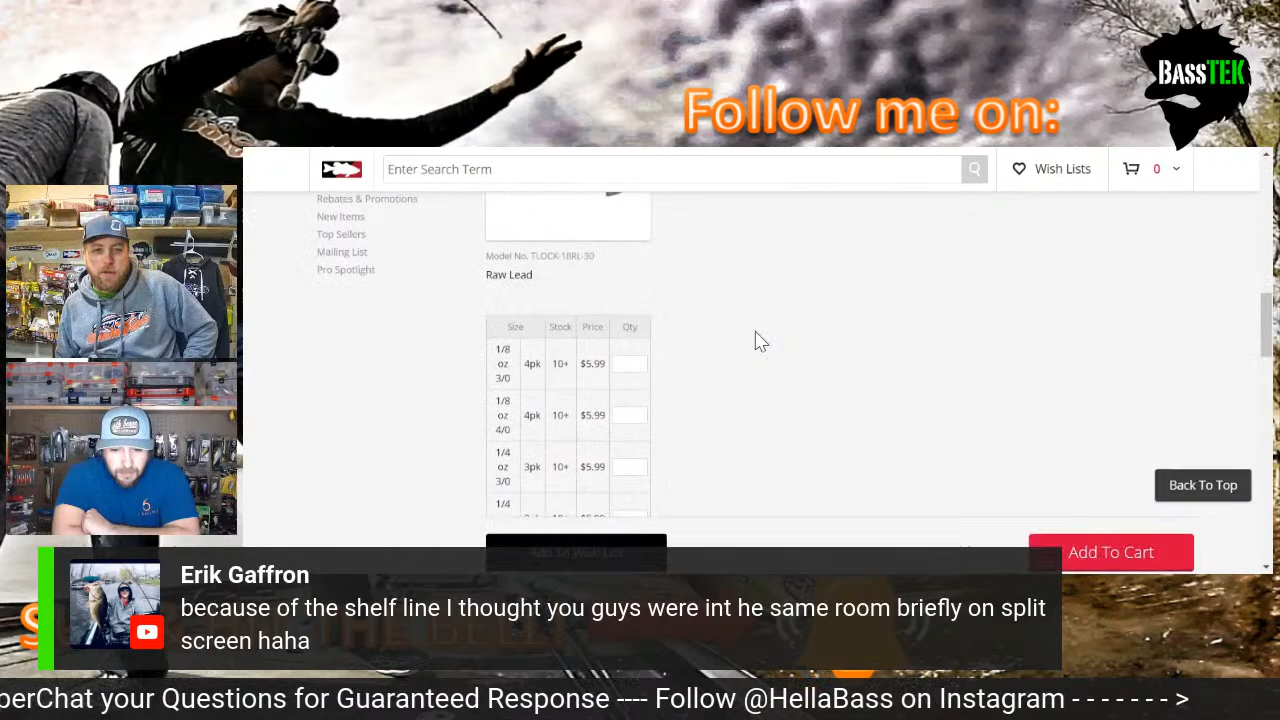 Follow me on:
BASSTEK
Enter Search Term
Wish Lists
0
Rebates & Promotions
New Items
Top Sellers
Mailing List
Pro Spotlight
Model No. TLOCK-18RL-30
Raw Lead
Size Stock Price Qty
1/8 oz 3/0 4pk 10+ $5.99
1/8 oz 4/0 4pk 10+ $5.99
1/4 oz 3/0 3pk 10+ $5.99
1/4
Back To Top
Add To Wish List
Add To Cart
Erik Gaffron
because of the shelf line I thought you guys were int he same room briefly on split
screen haha
perChat your Questions for Guaranteed Response ---- Follow @HellaBass on Instagram - - - - - - - >